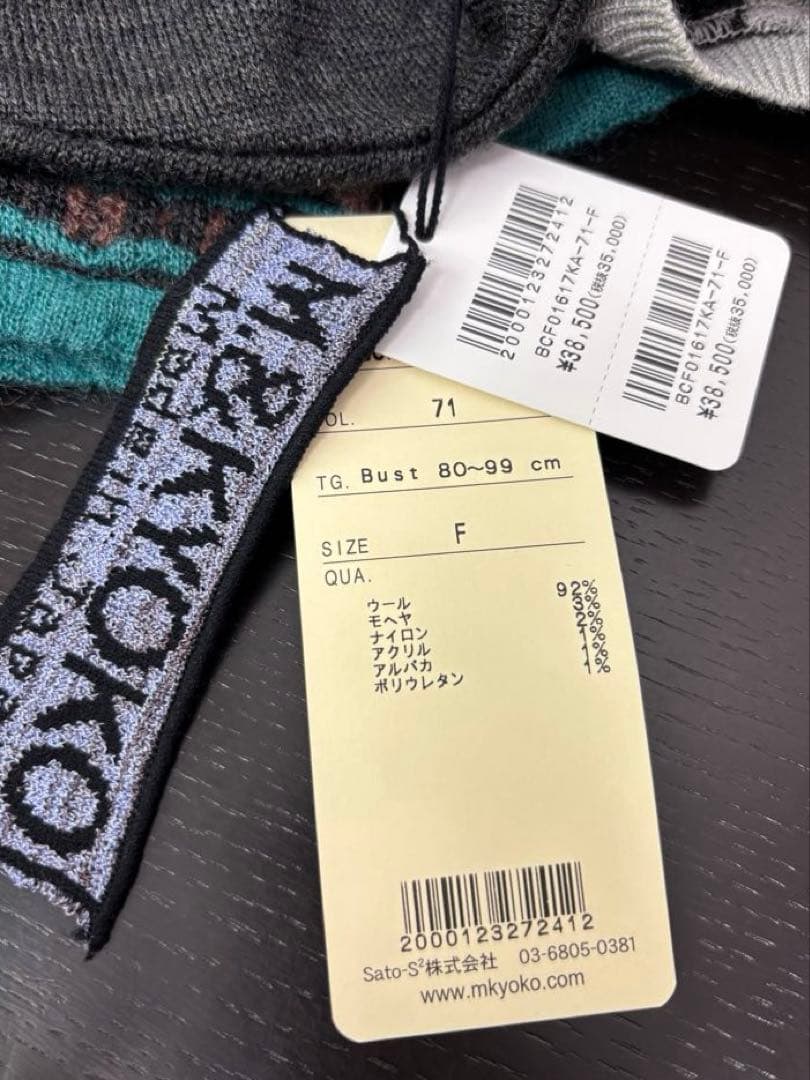 2000123272412
BCF01617KA-71-F
¥38,500(税抜35,000)
BCF01617KA-71-F
¥38,500(税抜35,000)
M.&KYOKO
OL. 71
TG. Bust 80~99 cm
SIZE F
QUA.
ウール 92%
モヘヤ 3%
ナイロン 2%
アクリル 1%
アルパカ 1%
ポリウレタン 1%
2000123272412
Sato-S²株式会社 03-6805-0381
www.mkyoko.com